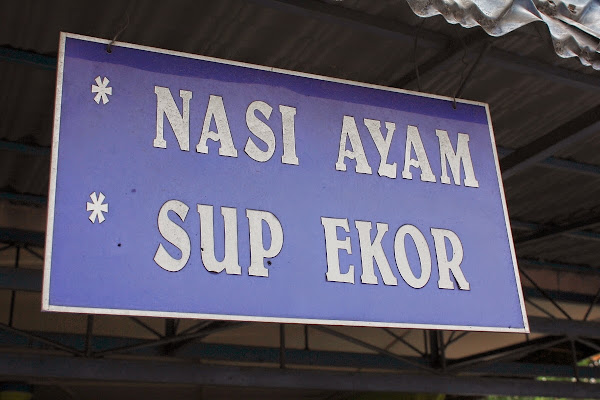 * NASI AYAM
* SUP EKOR